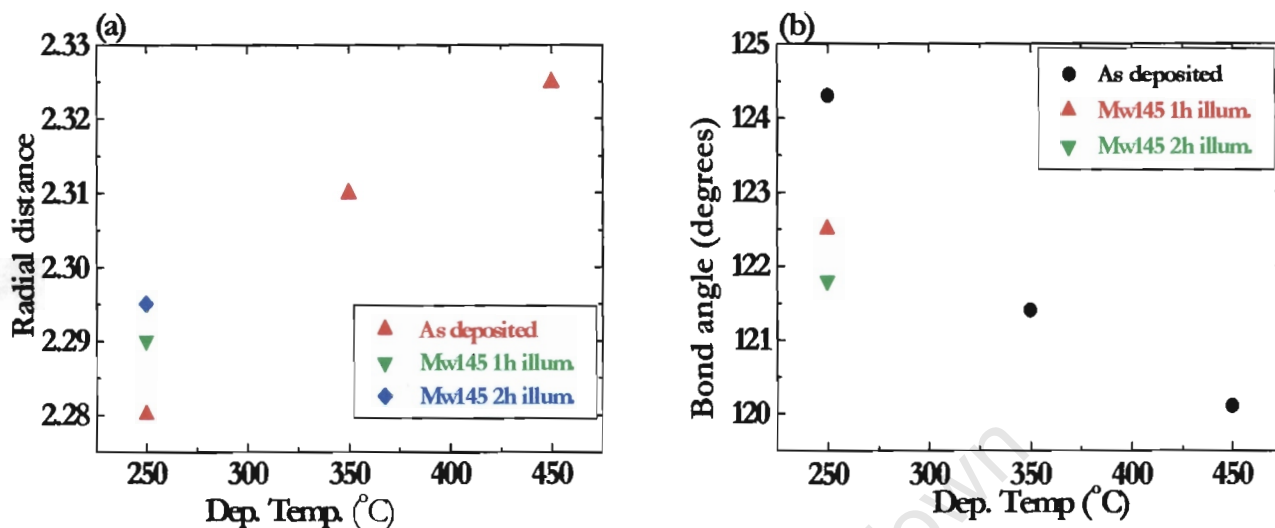 (a)
2.33
2.32
2.31
2.30
2.29
2.28
Radial distance
As deposited
Mw145 1h illum.
Mw145 2h illum.
250 300 350 400 450
Dep. Temp. (°C)
(b)
125
124
123
122
121
120
Bond angle (degrees)
As deposited
Mw145 1h illum.
Mw145 2h illum.
250 300 350 400 450
Dep. Temp (°C)
Town